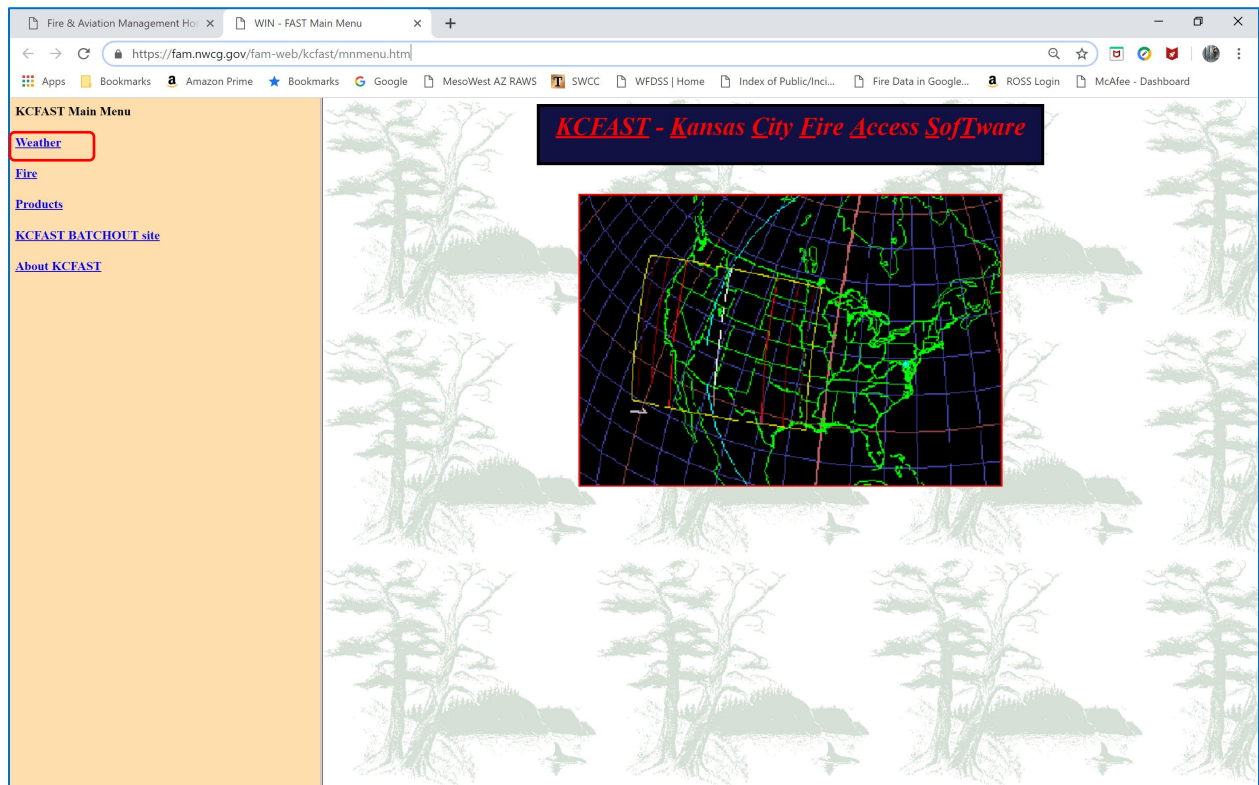 Fire & Aviation Management Ho
WIN - FAST Main Menu
https://fam.nwcg.gov/fam-web/kcfast/mnmenu.htm
Apps Bookmarks Amazon Prime Bookmarks Google MesoWest AZ RAWS SWCC WFDSS | Home Index of Public/Inci... Fire Data in Google... ROSS Login McAfee - Dashboard
KCFAST Main Menu
Weather
Fire
Products
KCFAST BATCHOUT site
About KCFAST
KCFAST - Kansas City Fire Access SofTware